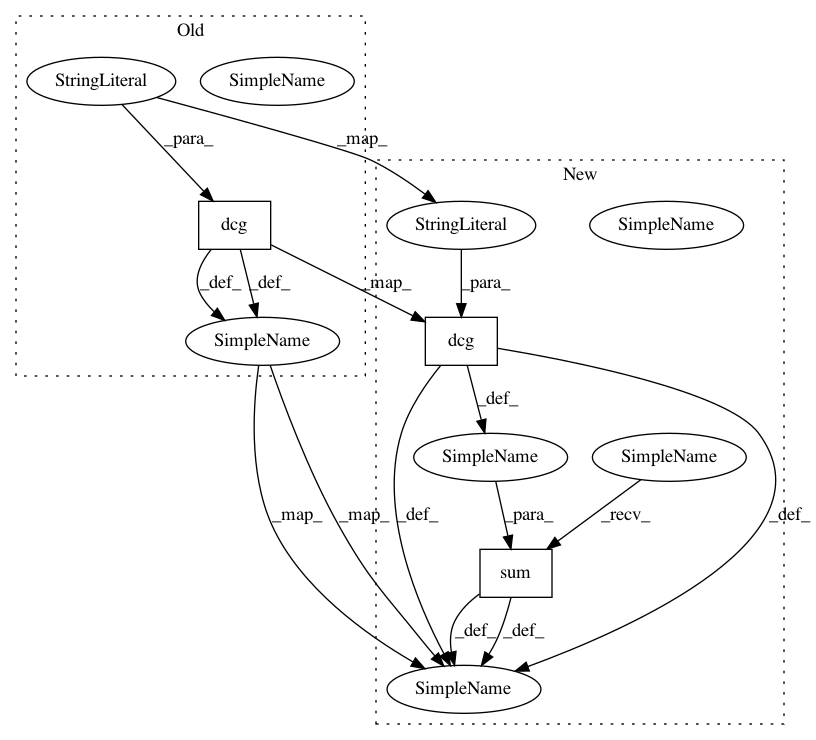 Old
StringLiteral
SimpleName
_para_
_map_
New
dcg
StringLiteral
SimpleName
_def_
_def_
_map_
_para_
SimpleName
dcg
_def_
SimpleName
SimpleName
_map_
_map_
_def_
_para_
_recv_
_def_
sum
_def_
_def_
SimpleName